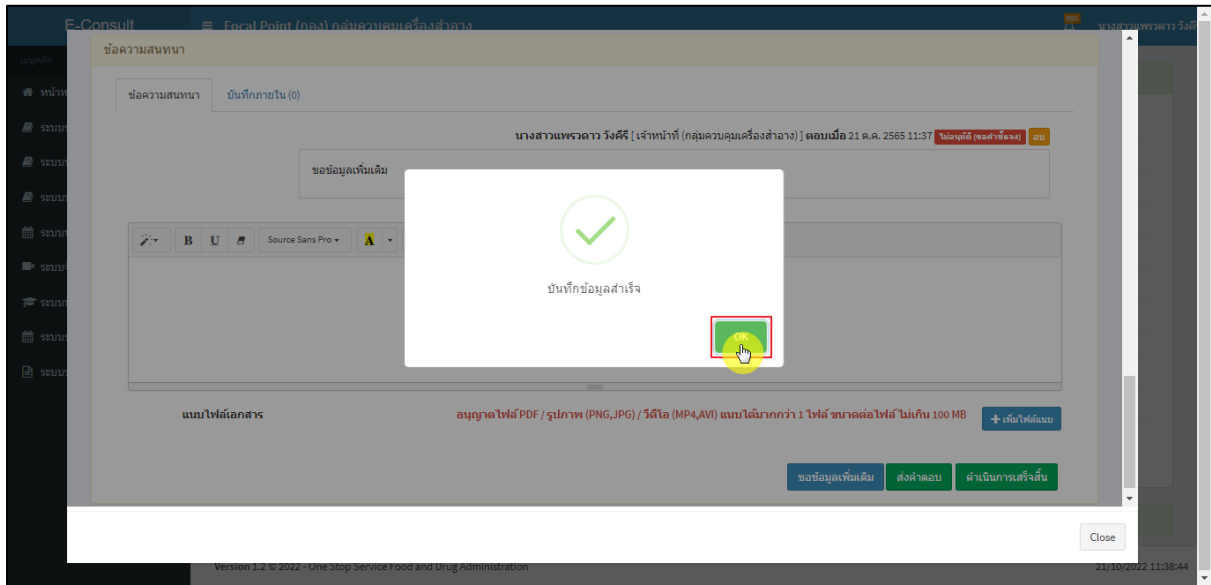 E-Consult
Focal Point (กอง) กลุ่มควบคุมเครื่องสำอาง
นางสาวแพรวดาว วังคีรี
ข้อความสนทนา
เมนูหลัก
ข้อความสนทนา บันทึกภายใน (0)
นางสาวแพรวดาว วังคีรี [ เจ้าหน้าที่ (กลุ่มควบคุมเครื่องสำอาง) ] ตอบเมื่อ 21 ต.ค. 2565 11:37 ไม่อนุมัติ (ขอคำชี้แจง) ลบ
ขอข้อมูลเพิ่มเติม
B U Source Sans Pro A
บันทึกข้อมูลสำเร็จ
OK
แนบไฟล์เอกสาร อนุญาตไฟล์ PDF / รูปภาพ (PNG,JPG) / วีดีโอ (MP4,AVI) แนบได้มากกว่า 1 ไฟล์ ขนาดต่อไฟล์ ไม่เกิน 100 MB + เพิ่มไฟล์แนบ
ขอข้อมูลเพิ่มเติม ส่งคำตอบ ดำเนินการเสร็จสิ้น
Close
Version 1.2 © 2022 - One Stop Service Food and Drug Administration 21/10/2022 11:38:44